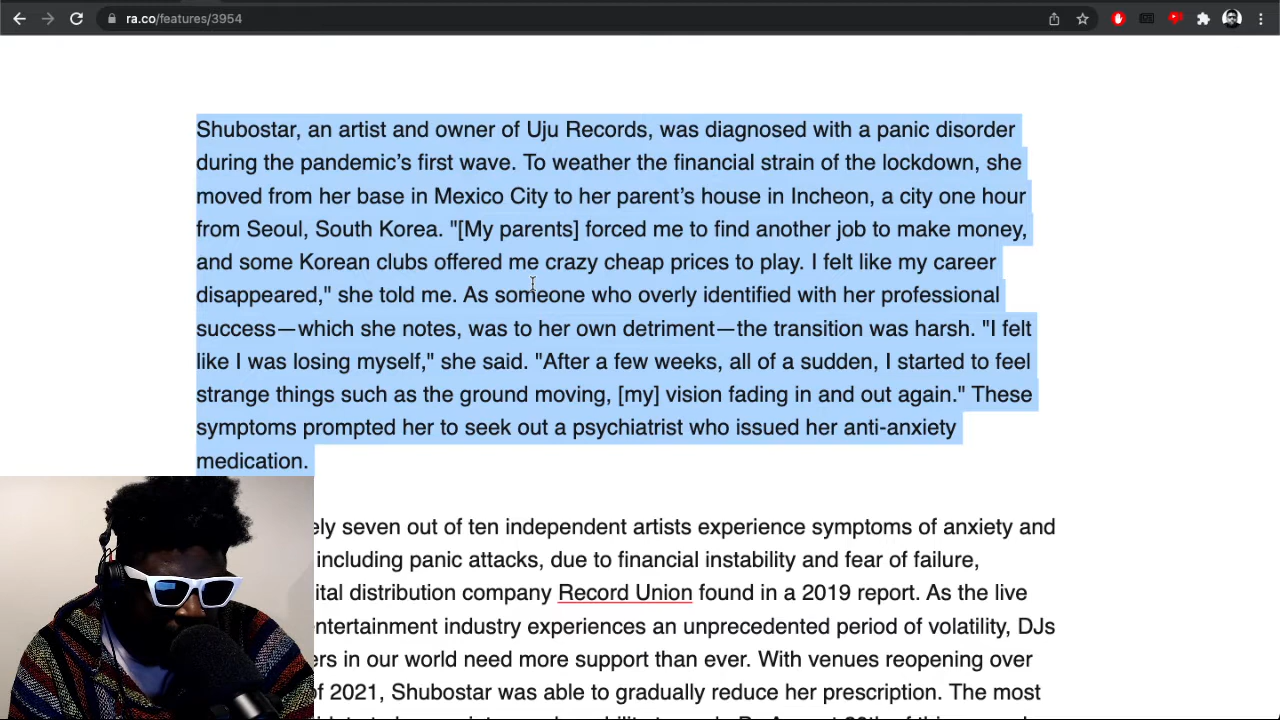 ra.co/features/3954
Shubostar, an artist and owner of Uju Records, was diagnosed with a panic disorder
during the pandemic’s first wave. To weather the financial strain of the lockdown, she
moved from her base in Mexico City to her parent’s house in Incheon, a city one hour
from Seoul, South Korea. "[My parents] forced me to find another job to make money,
and some Korean clubs offered me crazy cheap prices to play. I felt like my career
disappeared," she told me. As someone who overly identified with her professional
success—which she notes, was to her own detriment—the transition was harsh. "I felt
like I was losing myself," she said. "After a few weeks, all of a sudden, I started to feel
strange things such as the ground moving, [my] vision fading in and out again." These
symptoms prompted her to seek out a psychiatrist who issued her anti-anxiety
medication.
seven out of ten independent artists experience symptoms of anxiety and
including panic attacks, due to financial instability and fear of failure,
distribution company Record Union found in a 2019 report. As the live
entertainment industry experiences an unprecedented period of volatility, DJs
in our world need more support than ever. With venues reopening over
of 2021, Shubostar was able to gradually reduce her prescription. The most